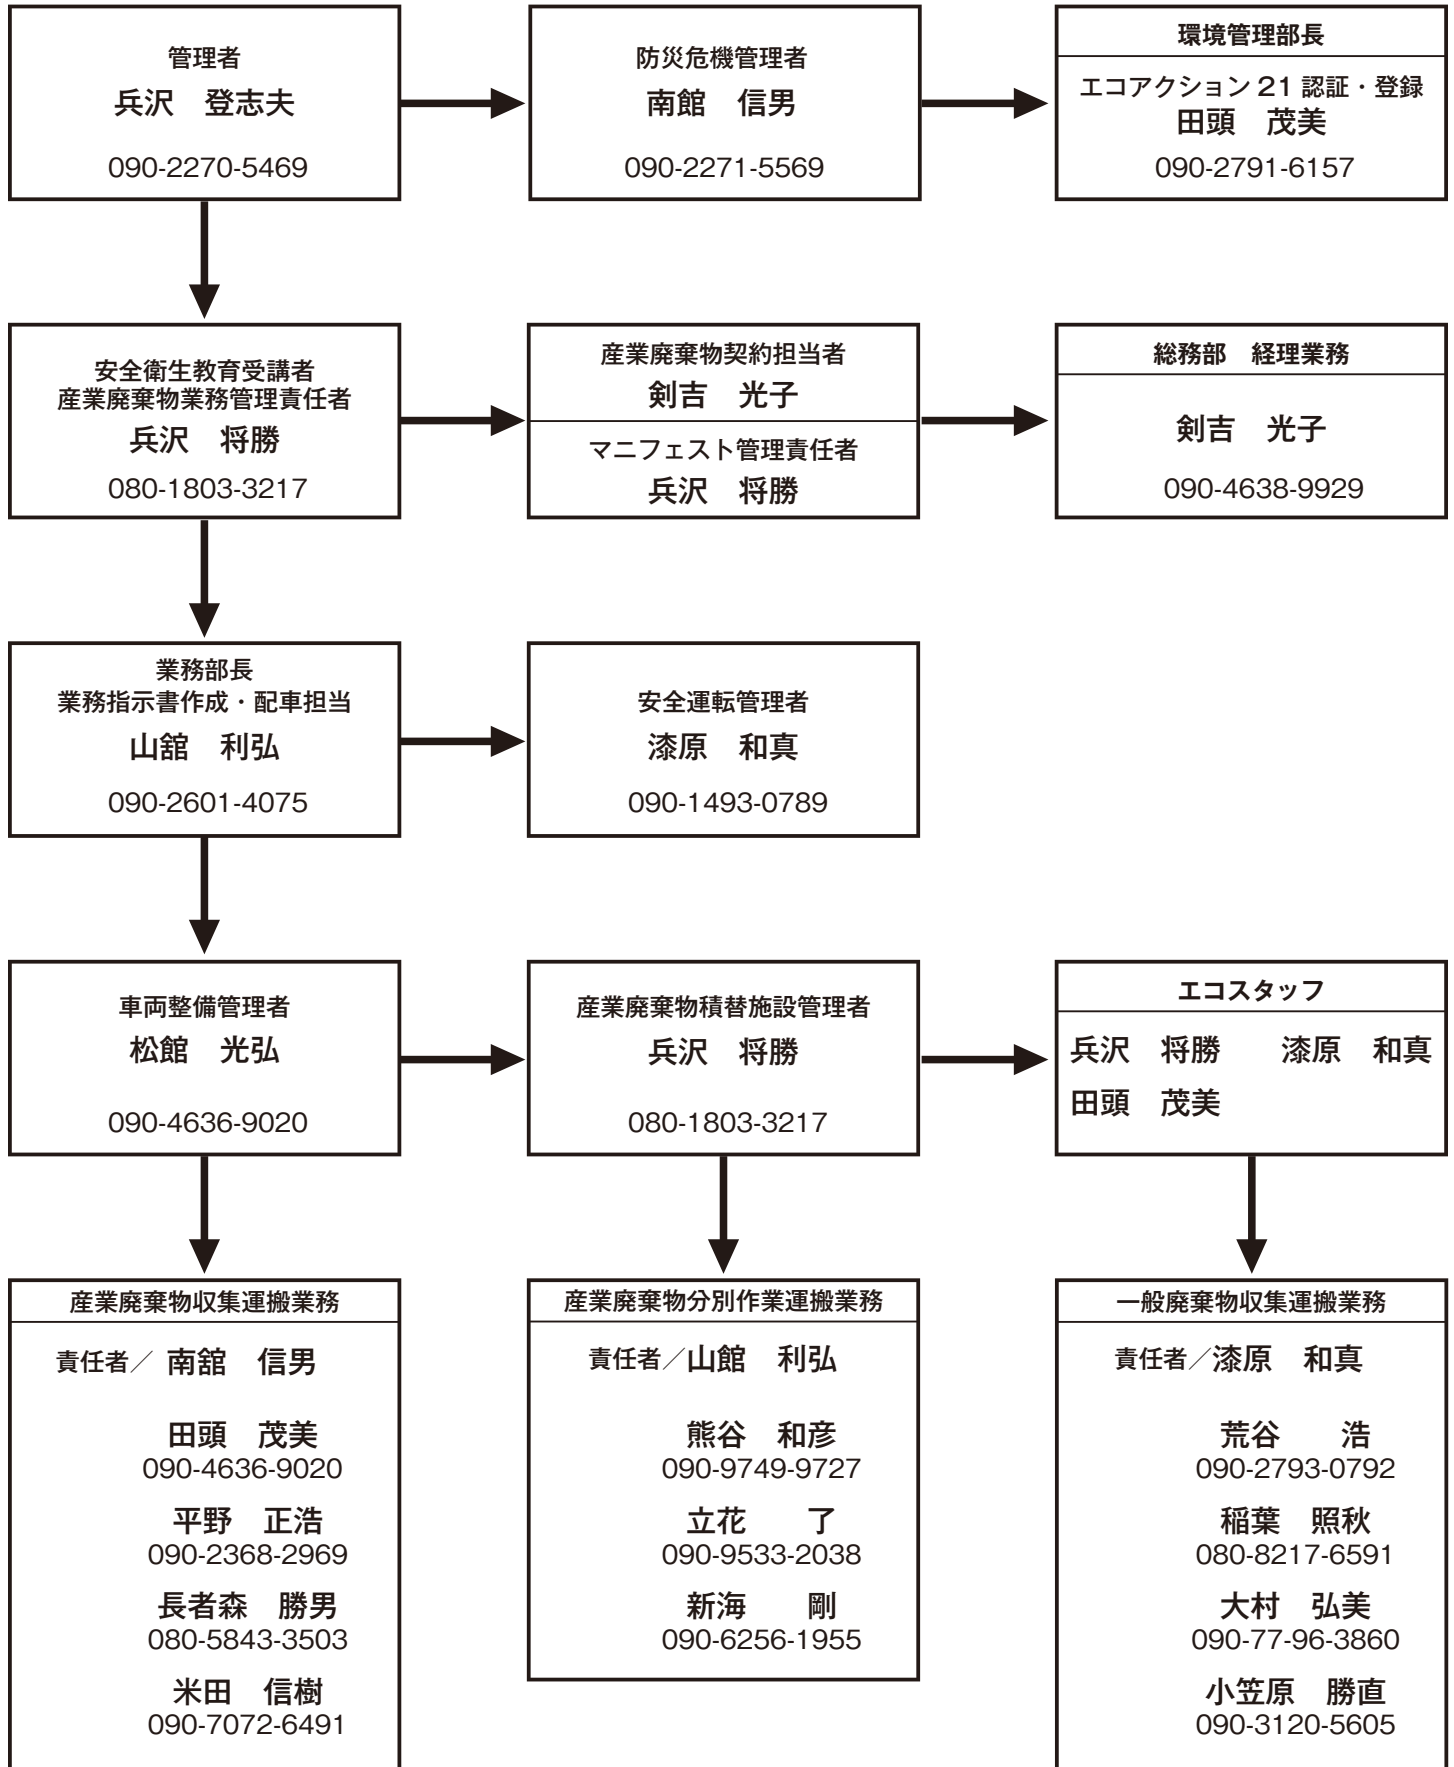 管理者
兵沢　登志夫
090-2270-5469
防災危機管理者
南館　信男
090-2271-5569
環境管理部長
エコアクション 21 認証・登録
田頭　茂美
090-2791-6157
安全衛生教育受講者
産業廃棄物業務管理責任者
兵沢　将勝
080-1803-3217
産業廃棄物契約担当者
剣吉　光子
マニフェスト管理責任者
兵沢　将勝
総務部　経理業務
剣吉　光子
090-4638-9929
業務部長
業務指示書作成・配車担当
山舘　利弘
090-2601-4075
安全運転管理者
漆原　和真
090-1493-0789
車両整備管理者
松館　光弘
090-4636-9020
産業廃棄物積替施設管理者
兵沢　将勝
080-1803-3217
エコスタッフ
兵沢　将勝　　漆原　和真
田頭　茂美
産業廃棄物収集運搬業務
責任者／ 南舘　信男
田頭　茂美
090-4636-9020
平野　正浩
090-2368-2969
長者森　勝男
080-5843-3503
米田　信樹
090-7072-6491
産業廃棄物分別作業運搬業務
責任者／山館　利弘
熊谷　和彦
090-9749-9727
立花　　了
090-9533-2038
新海　　剛
090-6256-1955
一般廃棄物収集運搬業務
責任者／漆原　和真
荒谷　　浩
090-2793-0792
稲葉　照秋
080-8217-6591
大村　弘美
090-77-96-3860
小笠原　勝直
090-3120-5605